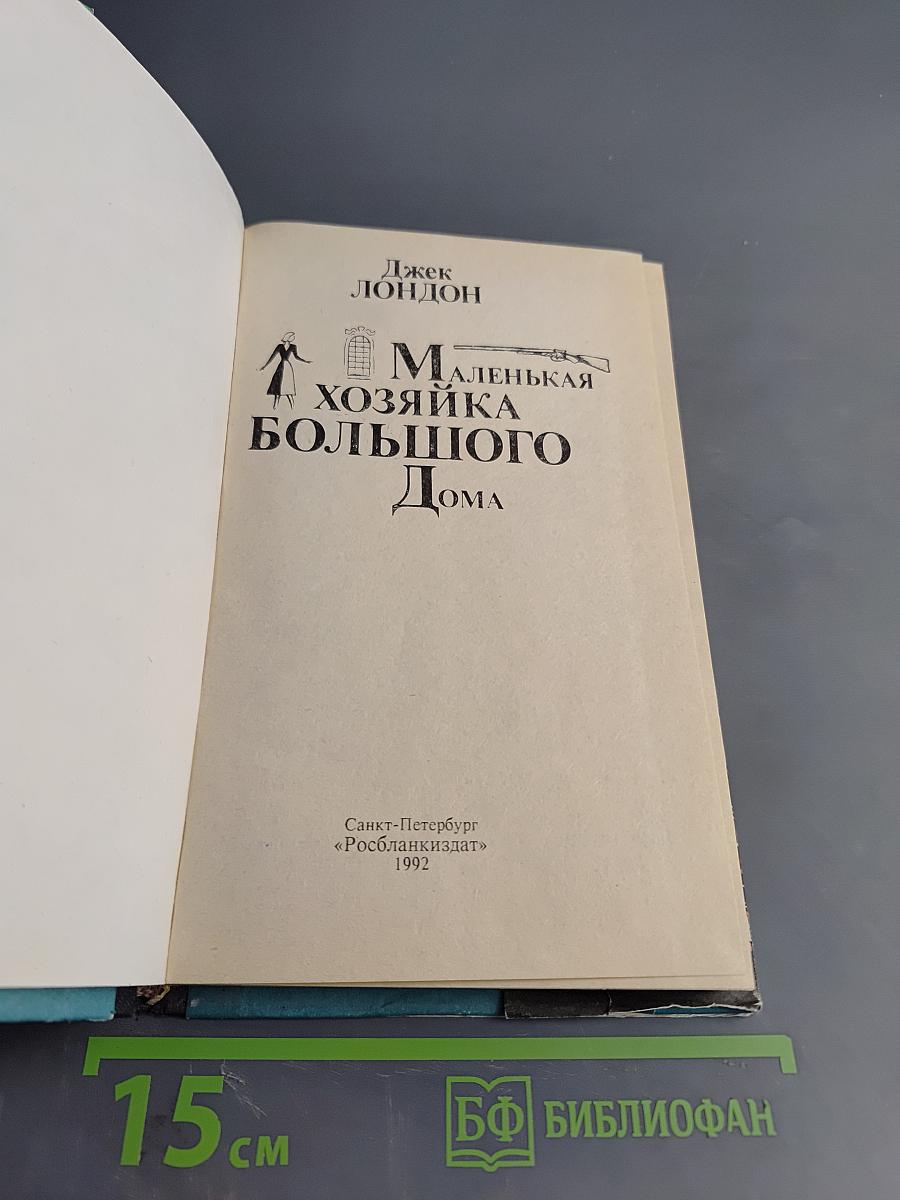 Джек
ЛОНДОН
МАЛЕНЬКАЯ
ХОЗЯЙКА
БОЛЬШОГО
ДОМА
Санкт-Петербург
«Росбланкиздат»
1992
15 см
БФ БИБЛИОФАН